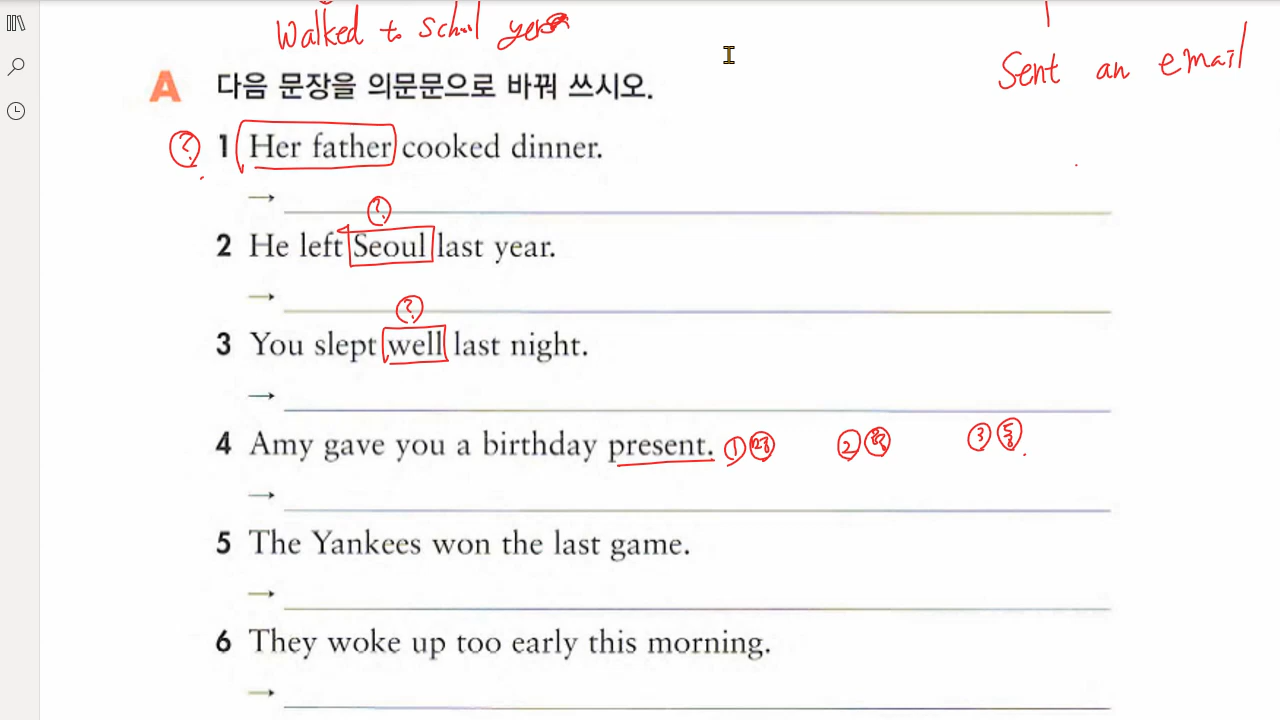 walked to school
sent an email
A 다음 문장을 의문문으로 바꿔 쓰시오.
? 1 Her father cooked dinner.
→
?
2 He left Seoul last year.
→
?
3 You slept well last night.
→
4 Amy gave you a birthday present. ① ② ③
→
5 The Yankees won the last game.
→
6 They woke up too early this morning.
→